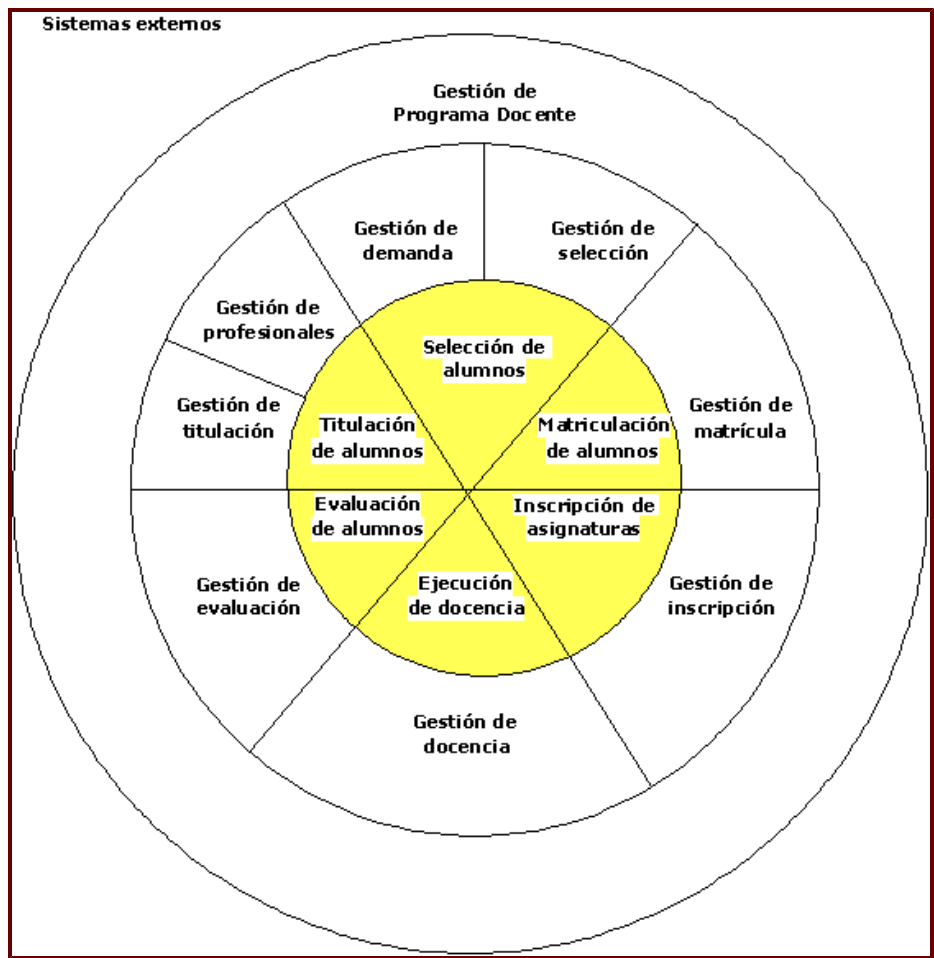 Sistemas externos
Gestión de
Programa Docente
Gestión de
demanda
Gestión de
selección
Gestión de
profesionales
Selección de
alumnos
Gestión de
titulación
Titulación
de alumnos
Matriculación
de alumnos
Gestión de
matrícula
Evaluación
de alumnos
Inscripción de
asignaturas
Gestión de
evaluación
Ejecución
de docencia
Gestión de
inscripción
Gestión de
docencia